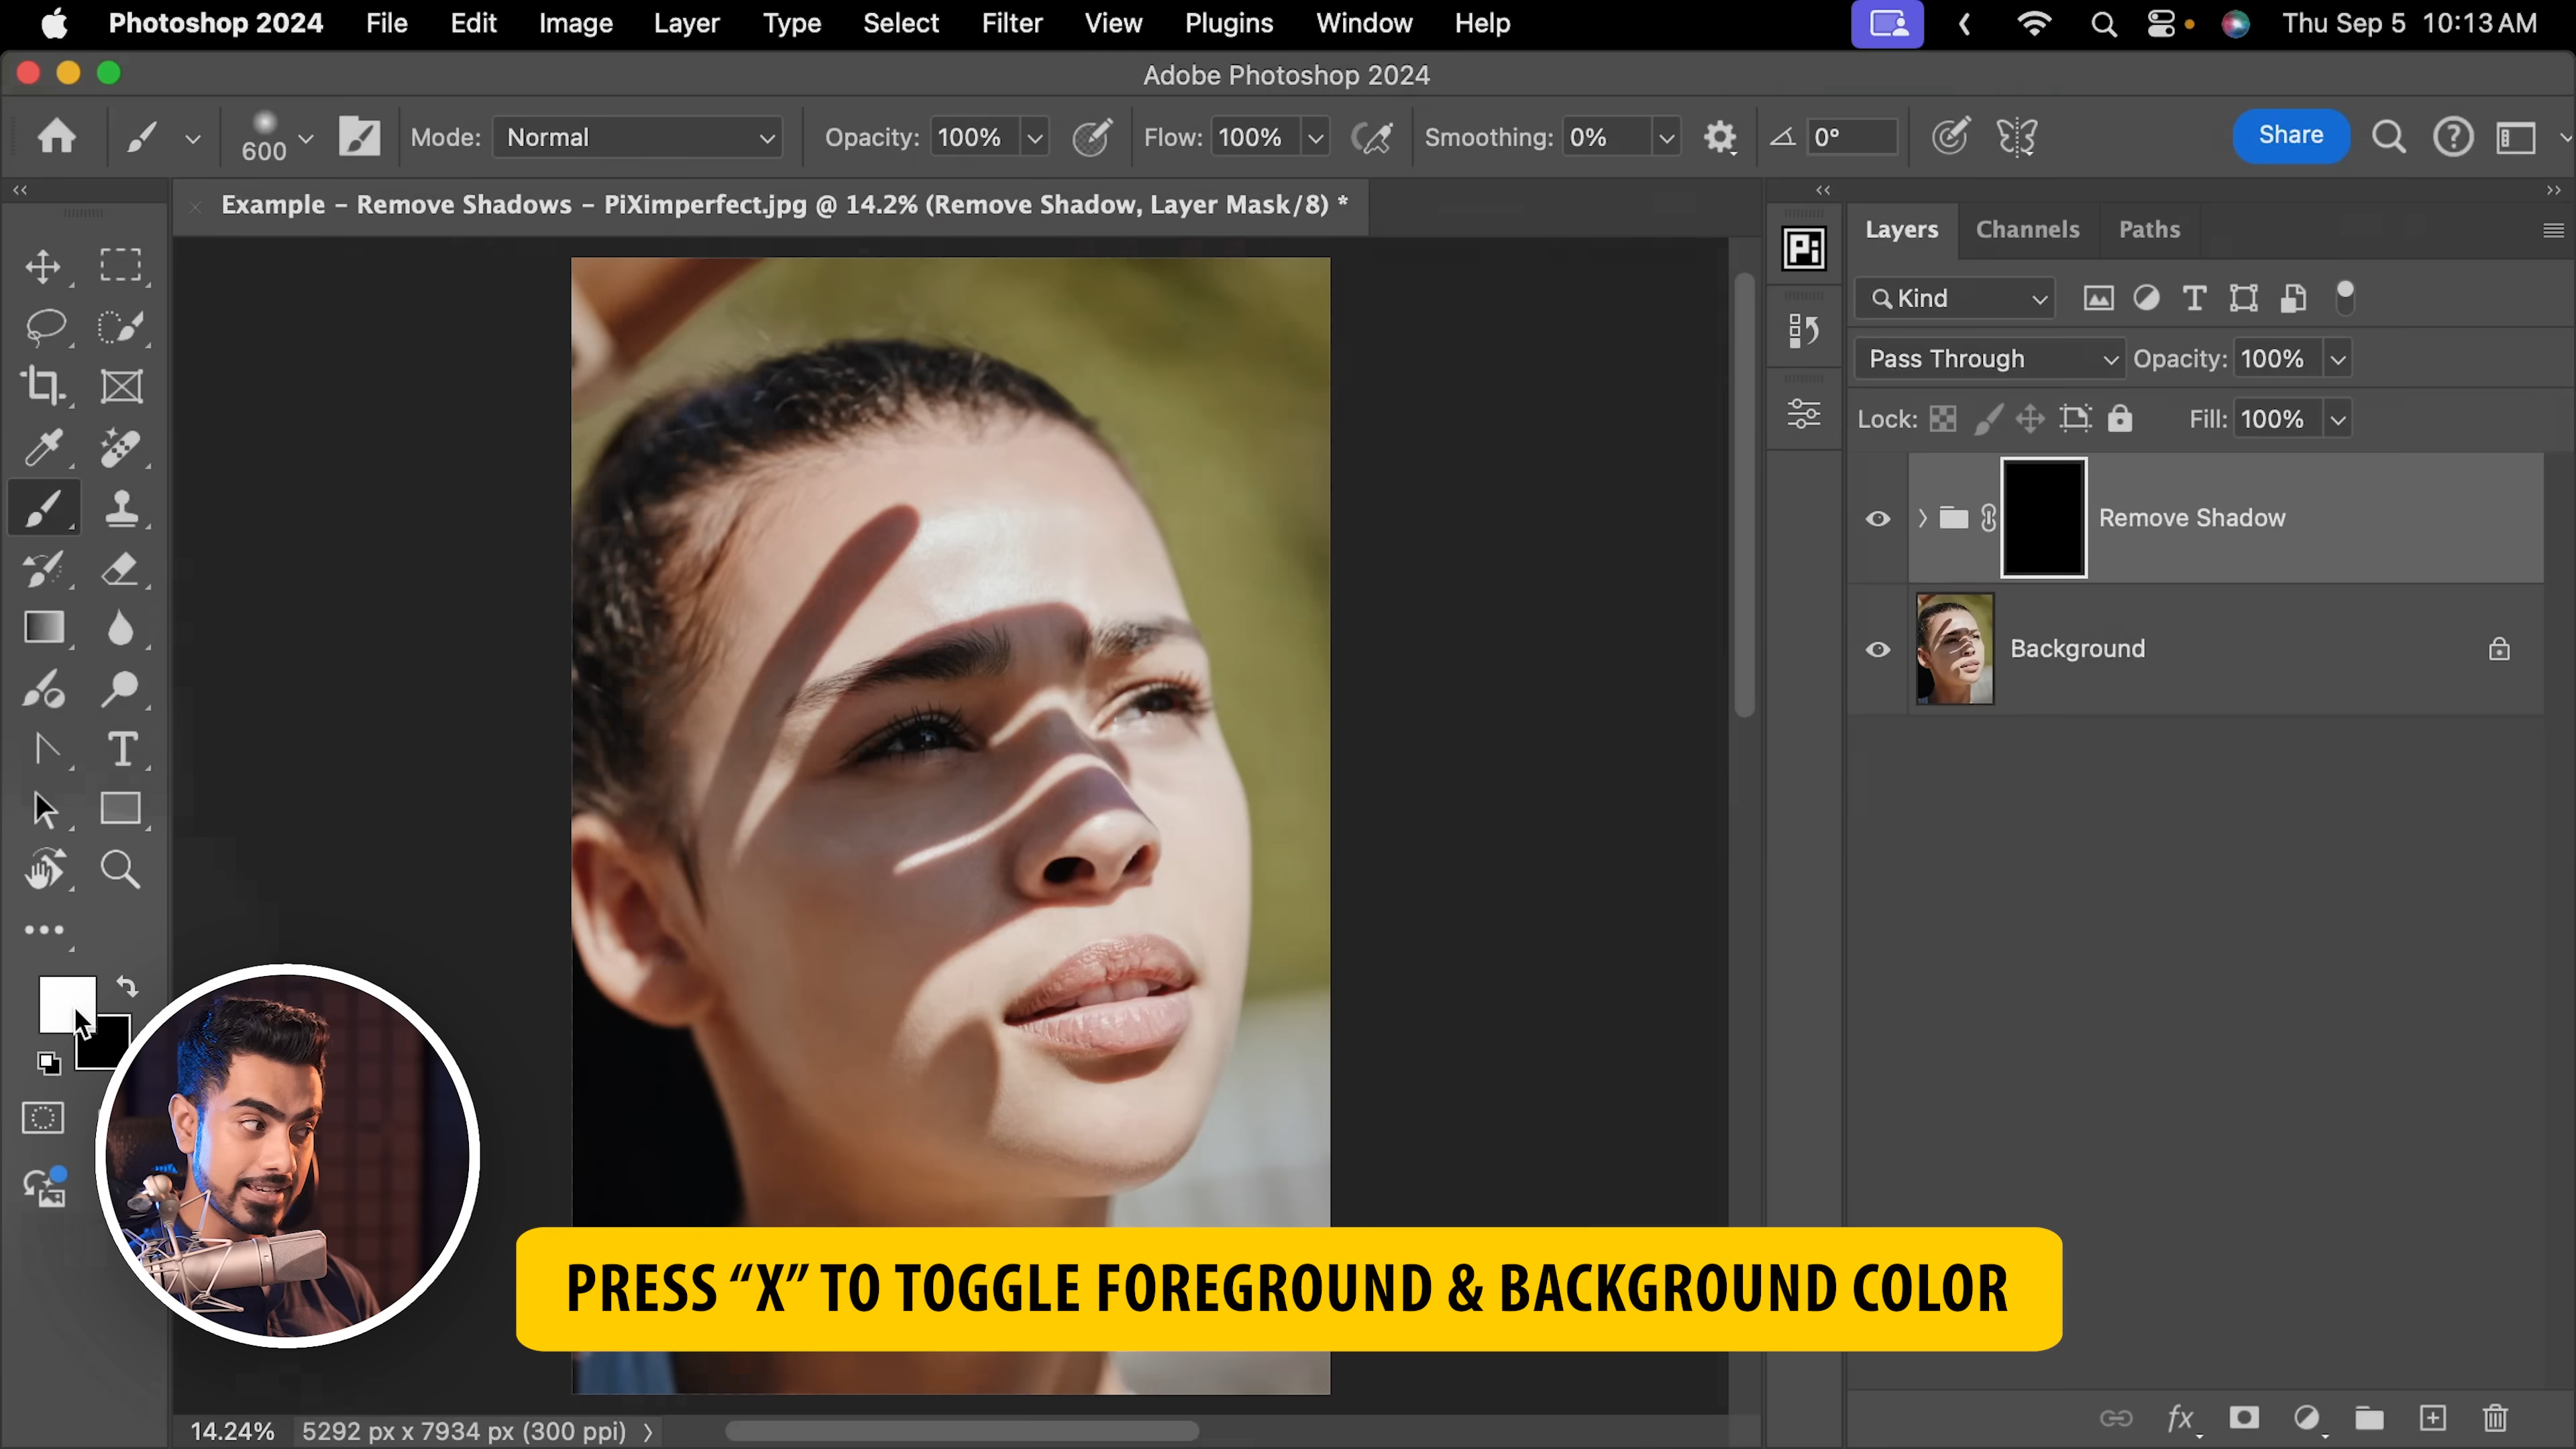 Photoshop 2024 File Edit Image Layer Type Select Filter View Plugins Window Help Thu Sep 5 10:13 AM
Adobe Photoshop 2024
600 Mode: Normal Opacity: 100% Flow: 100% Smoothing: 0% 0° Share
Example – Remove Shadows – PiXimperfect.jpg @ 14.2% (Remove Shadow, Layer Mask/8) *
Layers Channels Paths
Pi
Kind
Pass Through Opacity: 100%
Lock: Fill: 100%
Remove Shadow
Background
PRESS “X” TO TOGGLE FOREGROUND & BACKGROUND COLOR
14.24% 5292 px x 7934 px (300 ppi)
fx